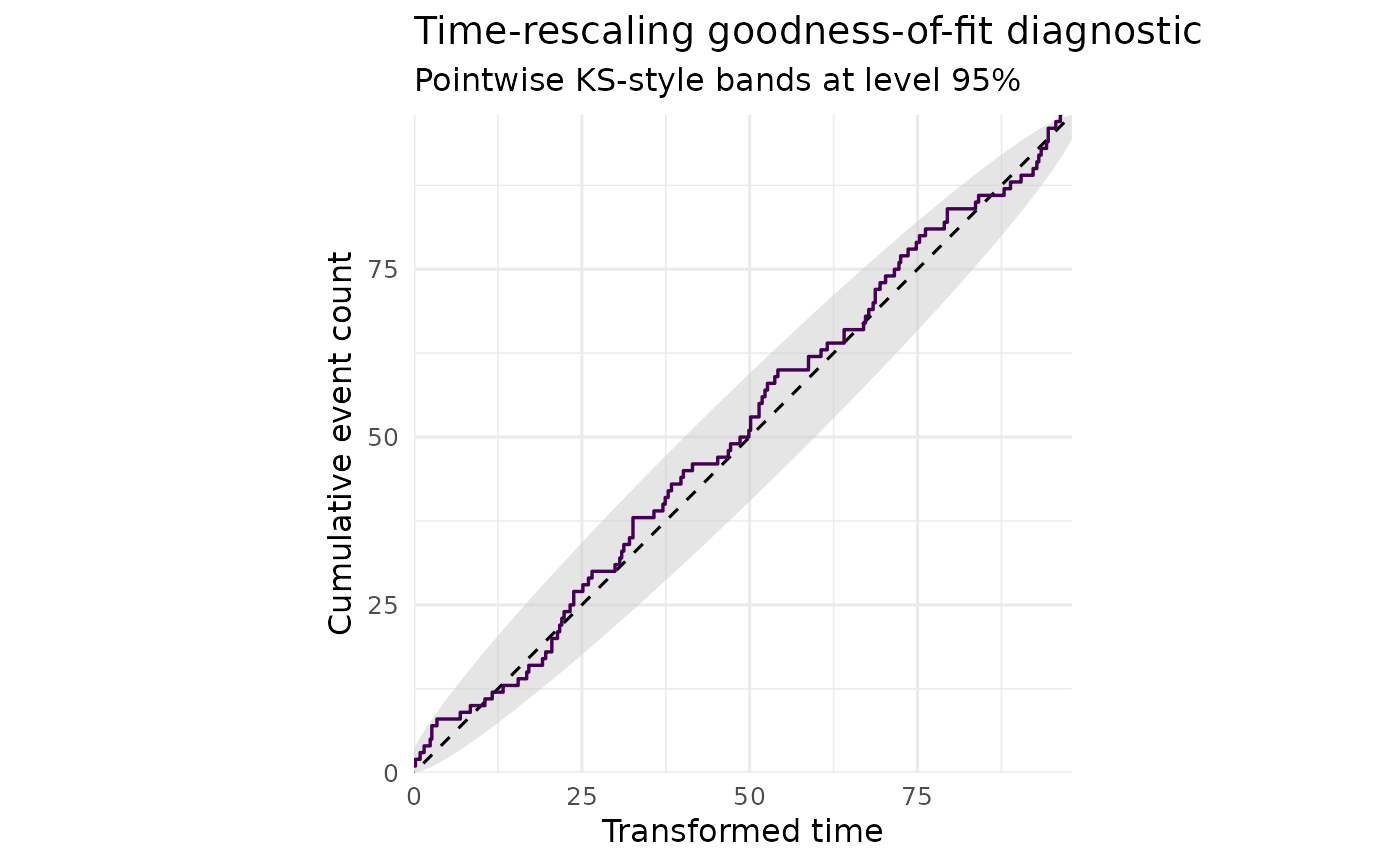 Time-rescaling goodness-of-fit diagnostic
Pointwise KS-style bands at level 95%
Cumulative event count
75
50
25
0
0 25 50 75
Transformed time